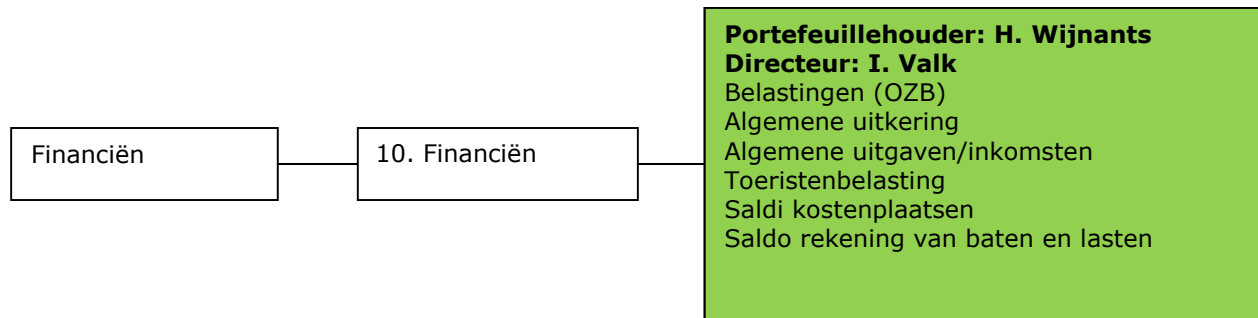 Financiën
10. Financiën
Portefeuillehouder: H. Wijnants
Directeur: I. Valk
Belastingen (OZB)
Algemene uitkering
Algemene uitgaven/inkomsten
Toeristenbelasting
Saldi kostenplaatsen
Saldo rekening van baten en lasten